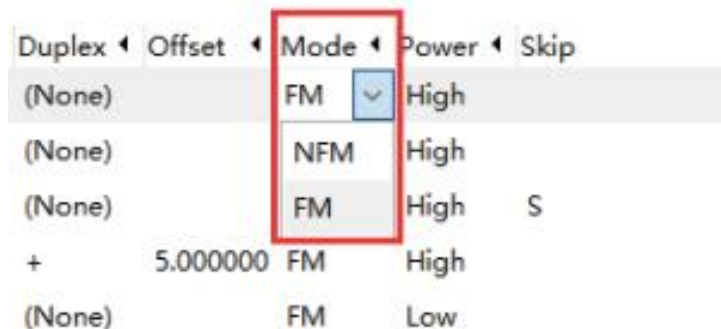 Duplex Offset Mode Power Skip
(None) FM High
(None) NFM High
(None) FM High S
+ 5.000000 FM High
(None) FM Low